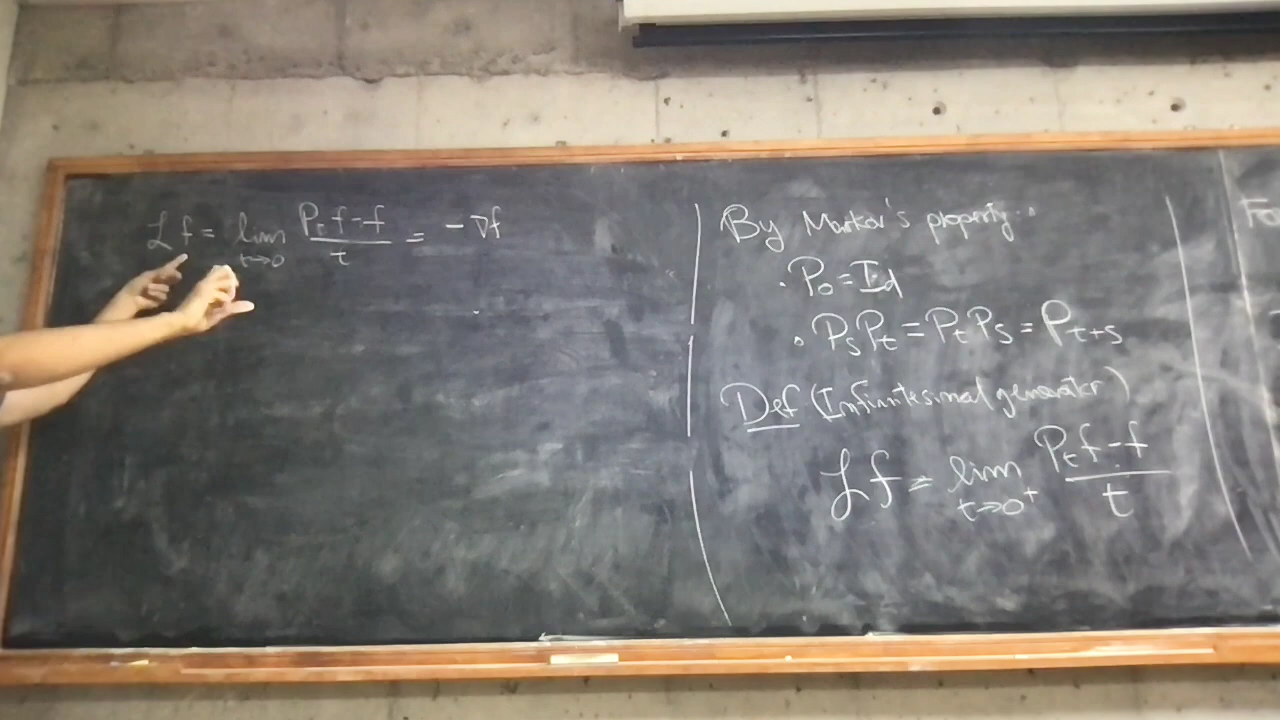 ℒf = lim_{t→0} (P_t f - f)/t = -∇f
By Markov's property:
· P_0 = Id
∘ P_s P_t = P_t P_s = P_{t+s}
Def (Infinitesimal generator)
ℒf = lim_{t→0⁺} (P_t f - f)/t
Fo